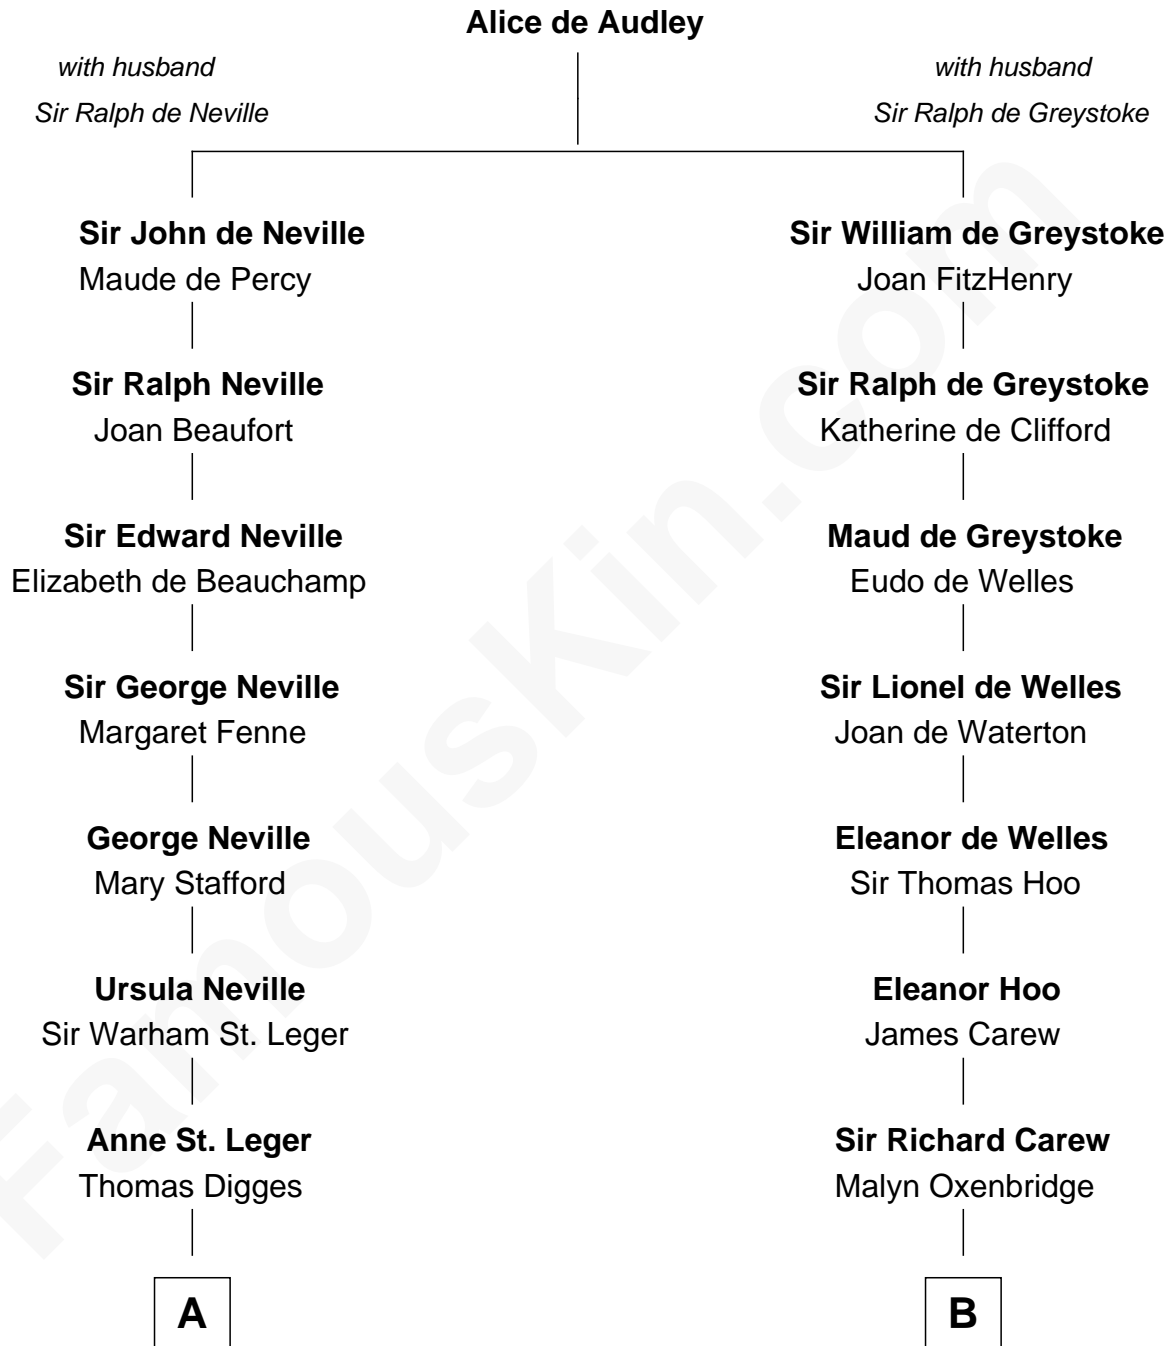 Alice de Audley
with husband
Sir Ralph de Neville
with husband
Sir Ralph de Greystoke
Sir John de Neville
Maude de Percy
Sir William de Greystoke
Joan FitzHenry
Sir Ralph Neville
Joan Beaufort
Sir Ralph de Greystoke
Katherine de Clifford
Sir Edward Neville
Elizabeth de Beauchamp
Maud de Greystoke
Eudo de Welles
Sir George Neville
Margaret Fenne
Sir Lionel de Welles
Joan de Waterton
George Neville
Mary Stafford
Eleanor de Welles
Sir Thomas Hoo
Ursula Neville
Sir Warham St. Leger
Eleanor Hoo
James Carew
Anne St. Leger
Thomas Digges
Sir Richard Carew
Malyn Oxenbridge
A
B
FamousKin.com